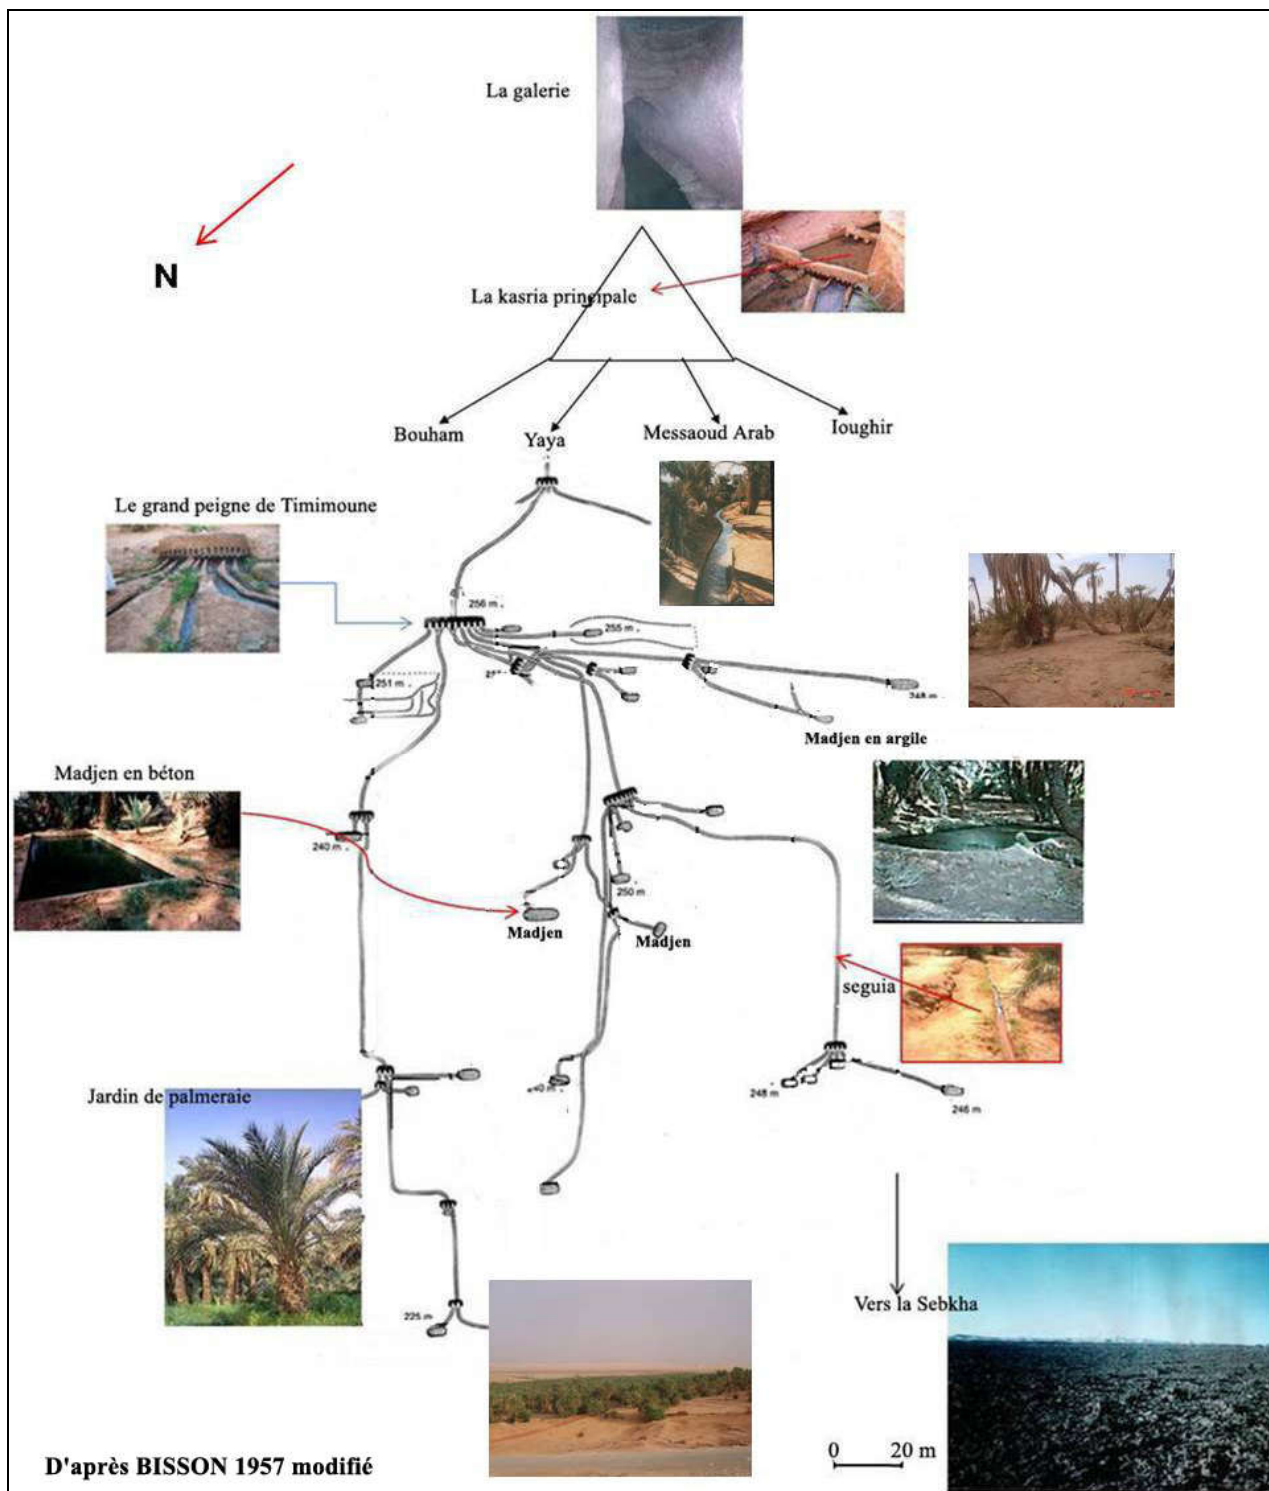 La galerie
N
La kasria principale
Bouham
Yaya
Messaoud Arab
Ioughir
Le grand peigne de Timimoune
256 m
255 m
251 m
248 m
Madjen en argile
Madjen en béton
240 m
250 m
Madjen
Madjen
seguia
248 m
246 m
Jardin de palmeraie
225 m
Vers la Sebkha
0 20 m
D'après BISSON 1957 modifié